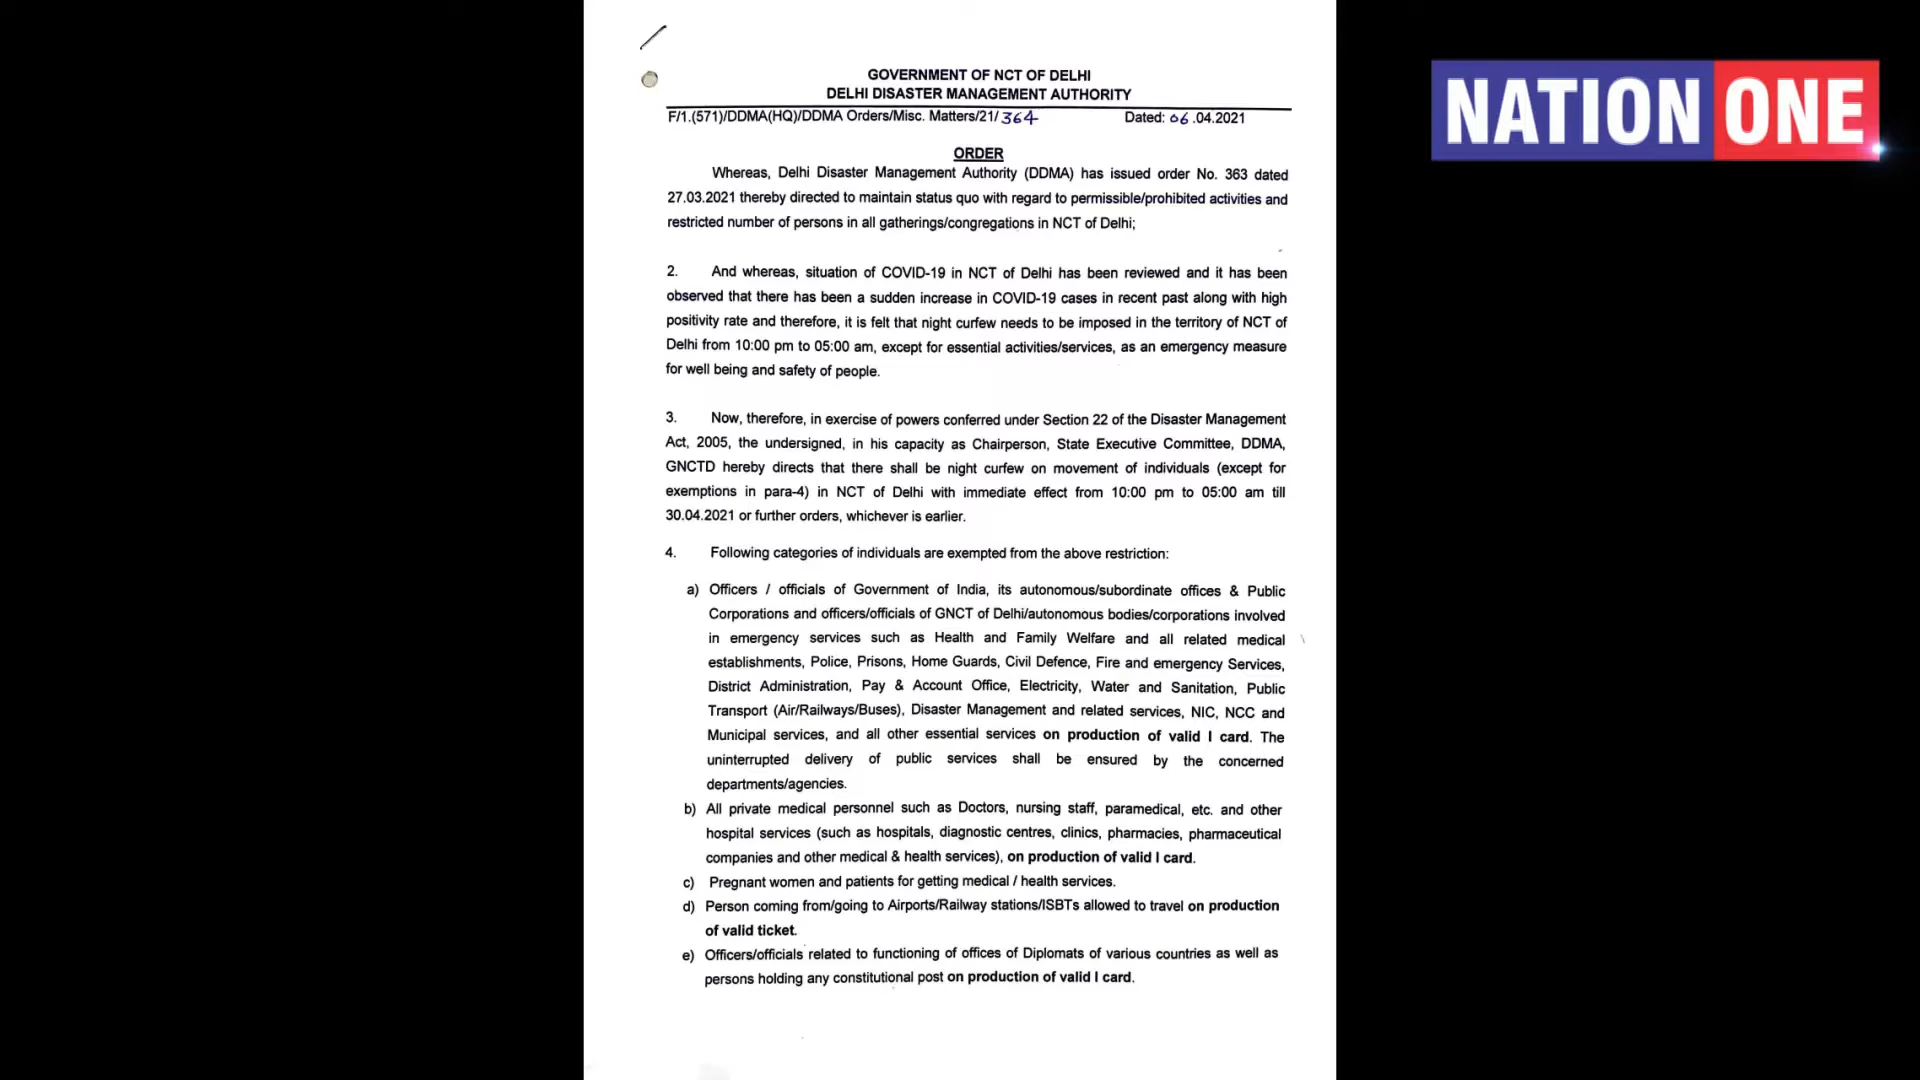 GOVERNMENT OF NCT OF DELHI
DELHI DISASTER MANAGEMENT AUTHORITY
F/1.(571)/DDMA(HQ)/DDMA Orders/Misc. Matters/21/364 Dated: 06.04.2021
ORDER
Whereas, Delhi Disaster Management Authority (DDMA) has issued order No. 363 dated
27.03.2021 thereby directed to maintain status quo with regard to permissible/prohibited activities and
restricted number of persons in all gatherings/congregations in NCT of Delhi;
2. And whereas, situation of COVID-19 in NCT of Delhi has been reviewed and it has been
observed that there has been a sudden increase in COVID-19 cases in recent past along with high
positivity rate and therefore, it is felt that night curfew needs to be imposed in the territory of NCT of
Delhi from 10:00 pm to 05:00 am, except for essential activities/services, as an emergency measure
for well being and safety of people.
3. Now, therefore, in exercise of powers conferred under Section 22 of the Disaster Management
Act, 2005, the undersigned, in his capacity as Chairperson, State Executive Committee, DDMA,
GNCTD hereby directs that there shall be night curfew on movement of individuals (except for
exemptions in para-4) in NCT of Delhi with immediate effect from 10:00 pm to 05:00 am till
30.04.2021 or further orders, whichever is earlier.
4. Following categories of individuals are exempted from the above restriction:
a) Officers / officials of Government of India, its autonomous/subordinate offices & Public
Corporations and officers/officials of GNCT of Delhi/autonomous bodies/corporations involved
in emergency services such as Health and Family Welfare and all related medical
establishments, Police, Prisons, Home Guards, Civil Defence, Fire and emergency Services,
District Administration, Pay & Account Office, Electricity, Water and Sanitation, Public
Transport (Air/Railways/Buses), Disaster Management and related services, NIC, NCC and
Municipal services, and all other essential services on production of valid I card. The
uninterrupted delivery of public services shall be ensured by the concerned
departments/agencies.
b) All private medical personnel such as Doctors, nursing staff, paramedical, etc. and other
hospital services (such as hospitals, diagnostic centres, clinics, pharmacies, pharmaceutical
companies and other medical & health services), on production of valid I card.
c) Pregnant women and patients for getting medical / health services.
d) Person coming from/going to Airports/Railway stations/ISBTs allowed to travel on production
of valid ticket.
e) Officers/officials related to functioning of offices of Diplomats of various countries as well as
persons holding any constitutional post on production of valid I card.
NATION ONE